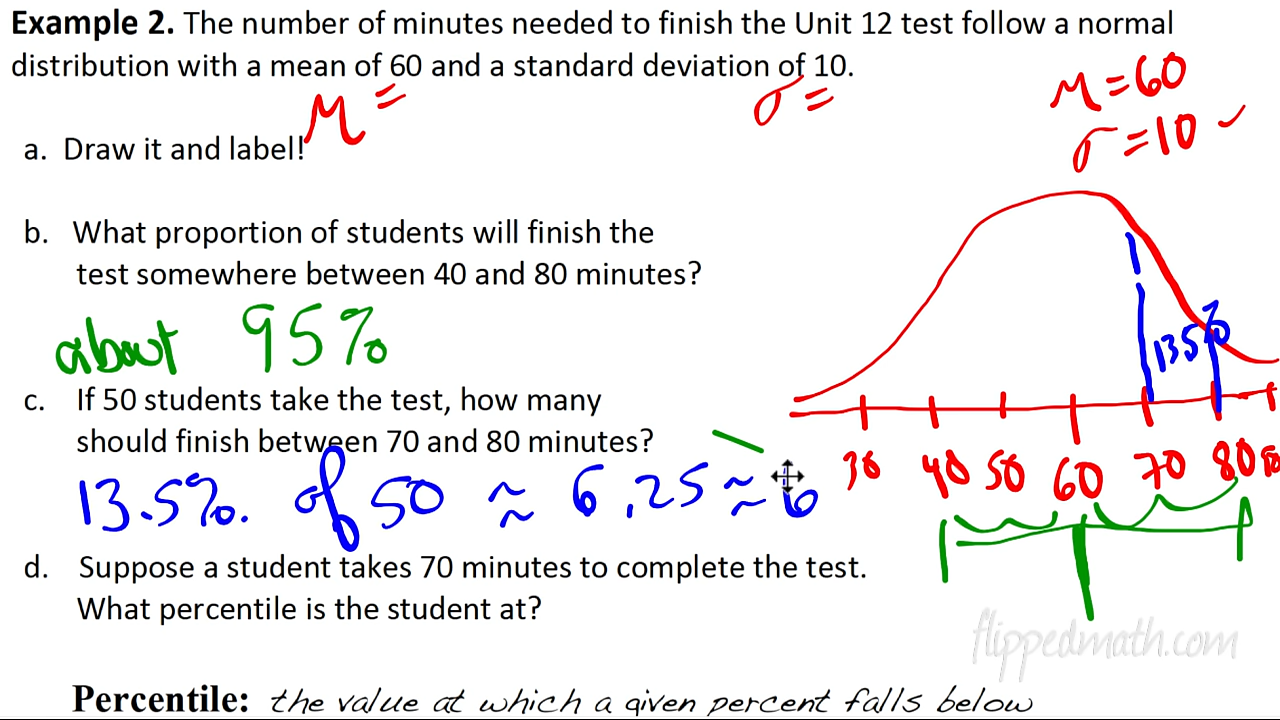 Example 2. The number of minutes needed to finish the Unit 12 test follow a normal
distribution with a mean of 60 and a standard deviation of 10.
μ =
σ =
μ = 60
σ = 10 ✓
a. Draw it and label!
b. What proportion of students will finish the
test somewhere between 40 and 80 minutes?
about 95%
13.5%
c. If 50 students take the test, how many
should finish between 70 and 80 minutes?
30 40 50 60 70 80 90
13.5%. of 50 ≈ 6.25 ≈ 6
d. Suppose a student takes 70 minutes to complete the test.
What percentile is the student at?
flippedmath.com
Percentile: the value at which a given percent falls below